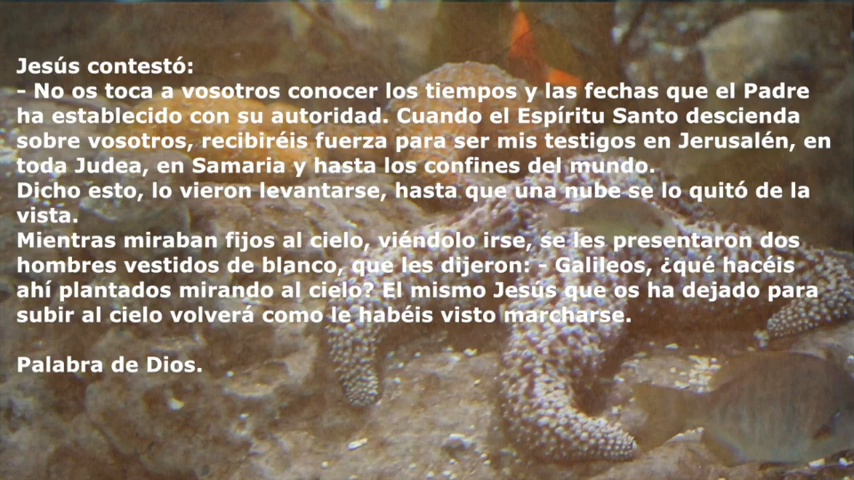 Jesús contestó:
- No os toca a vosotros conocer los tiempos y las fechas que el Padre
ha establecido con su autoridad. Cuando el Espíritu Santo descienda
sobre vosotros, recibiréis fuerza para ser mis testigos en Jerusalén, en
toda Judea, en Samaria y hasta los confines del mundo.
Dicho esto, lo vieron levantarse, hasta que una nube se lo quitó de la
vista.
Mientras miraban fijos al cielo, viéndolo irse, se les presentaron dos
hombres vestidos de blanco, que les dijeron: - Galileos, ¿qué hacéis
ahí plantados mirando al cielo? El mismo Jesús que os ha dejado para
subir al cielo volverá como le habéis visto marcharse.
Palabra de Dios.